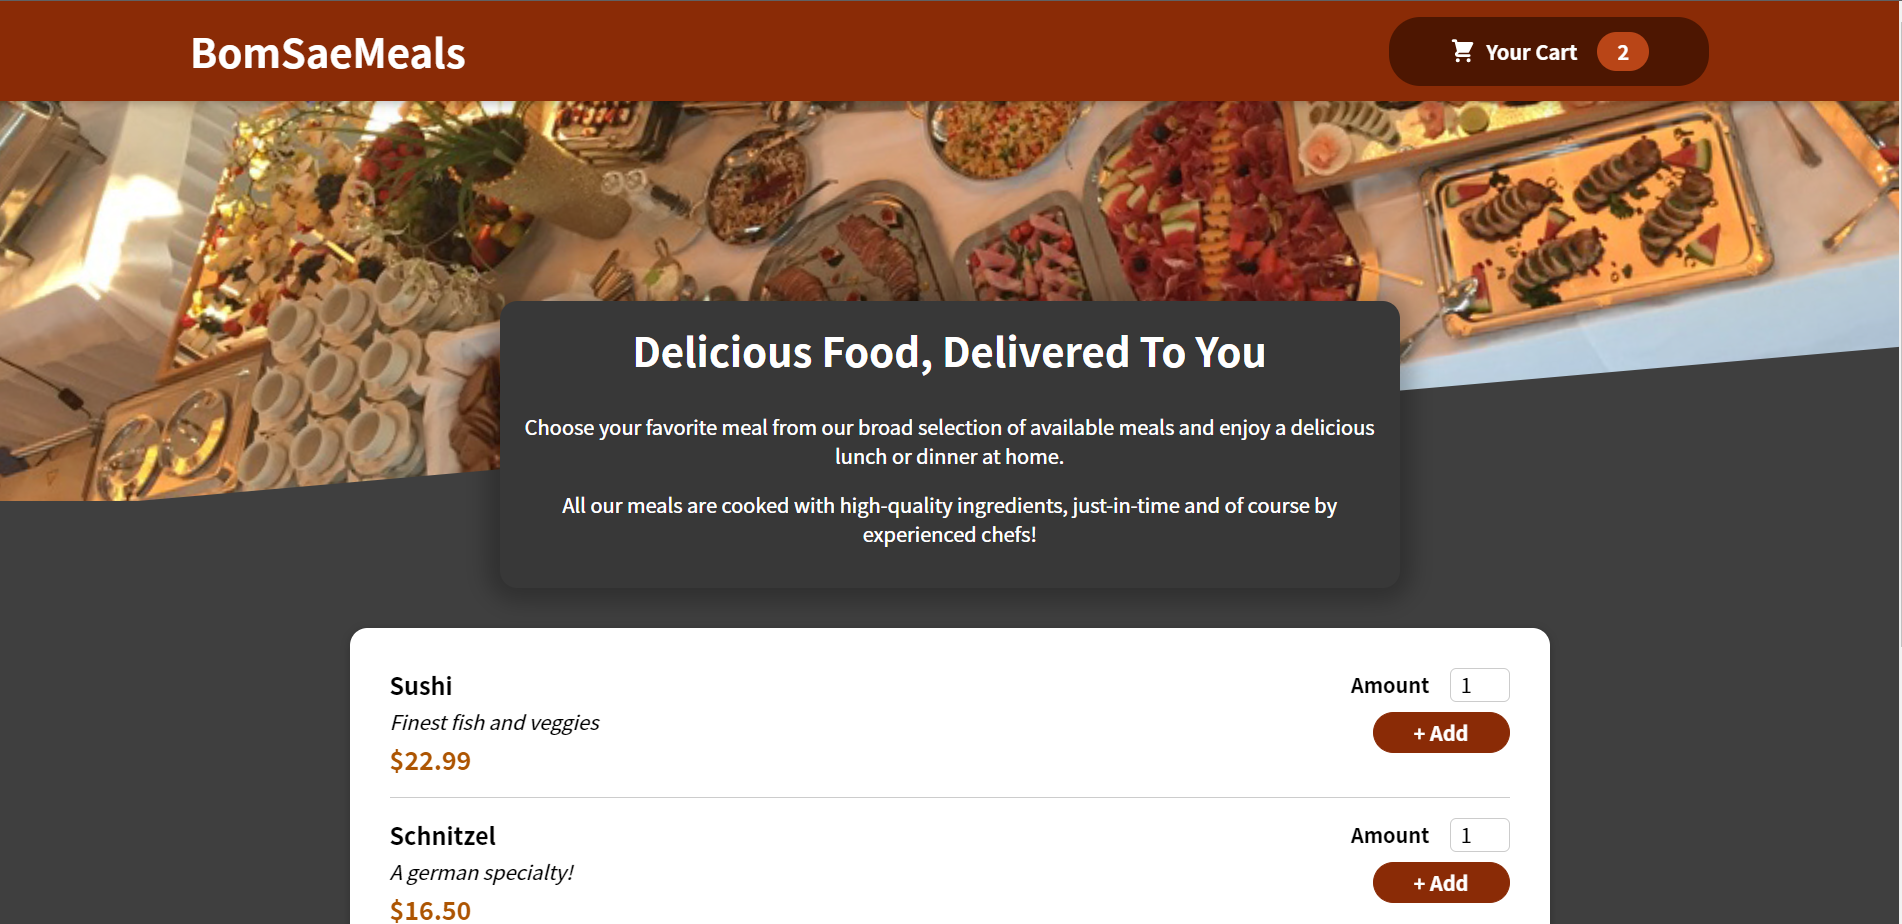 BomSaeMeals
Your Cart 2
Delicious Food, Delivered To You
Choose your favorite meal from our broad selection of available meals and enjoy a delicious
lunch or dinner at home.
All our meals are cooked with high-quality ingredients, just-in-time and of course by
experienced chefs!
Sushi
Finest fish and veggies
$22.99
Amount 1
+ Add
Schnitzel
A german specialty!
$16.50
Amount 1
+ Add